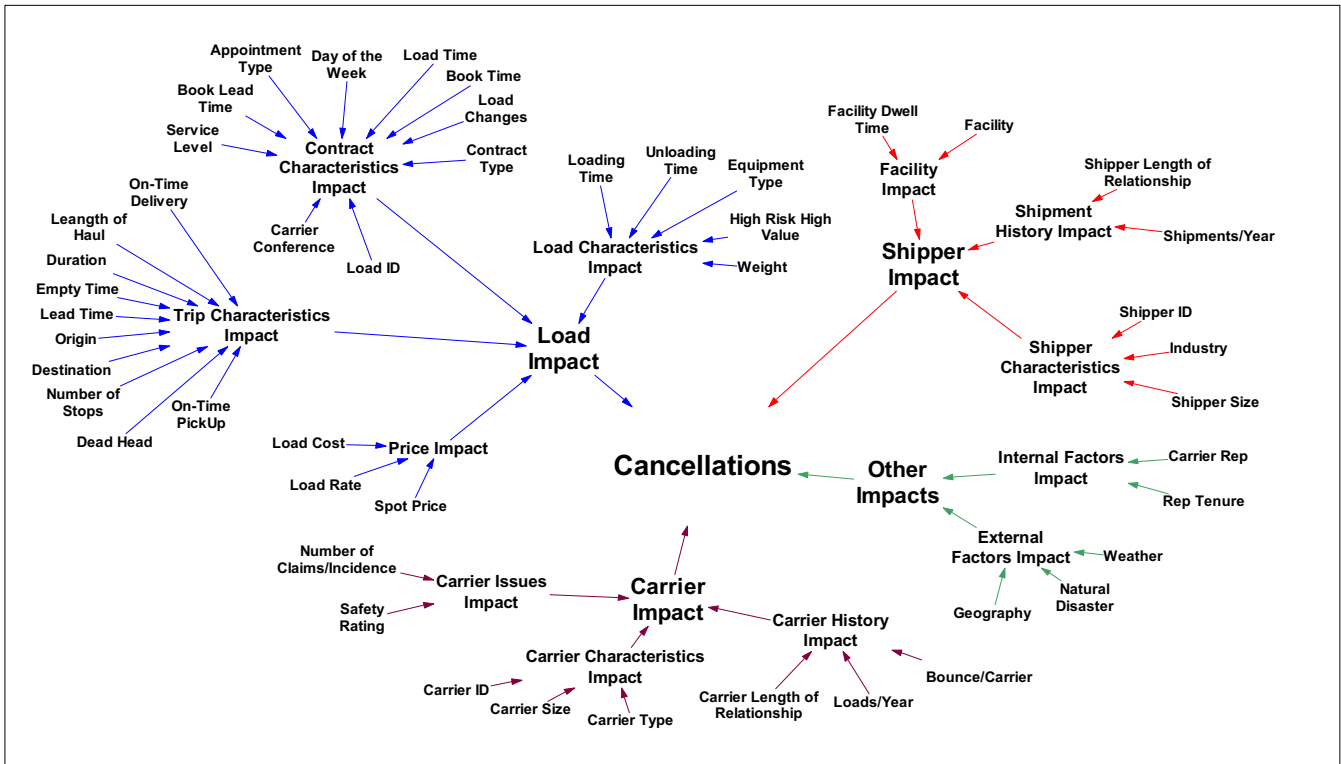 Appointment
Type
Day of the
Week
Load Time
Book Time
Book Lead
Time
Load
Changes
Service
Level
Contract
Characteristics
Impact
Contract
Type
Carrier
Conference
Load ID
On-Time
Delivery
Leangth of
Haul
Duration
Empty Time
Lead Time
Origin
Destination
Number of
Stops
Dead Head
On-Time
PickUp
Trip Characteristics
Impact
Loading
Time
Unloading
Time
Equipment
Type
High Risk High
Value
Weight
Load Characteristics
Impact
Load
Impact
Load Cost
Load Rate
Spot Price
Price Impact
Facility Dwell
Time
Facility
Facility
Impact
Shipper Length of
Relationship
Shipments/Year
Shipment
History Impact
Shipper
Impact
Shipper ID
Industry
Shipper Size
Shipper
Characteristics
Impact
Cancellations
Other
Impacts
Internal Factors
Impact
Carrier Rep
Rep Tenure
External
Factors Impact
Weather
Natural
Disaster
Geography
Number of
Claims/Incidence
Safety
Rating
Carrier Issues
Impact
Carrier
Impact
Carrier Characteristics
Impact
Carrier ID
Carrier Size
Carrier Type
Carrier History
Impact
Carrier Length of
Relationship
Loads/Year
Bounce/Carrier